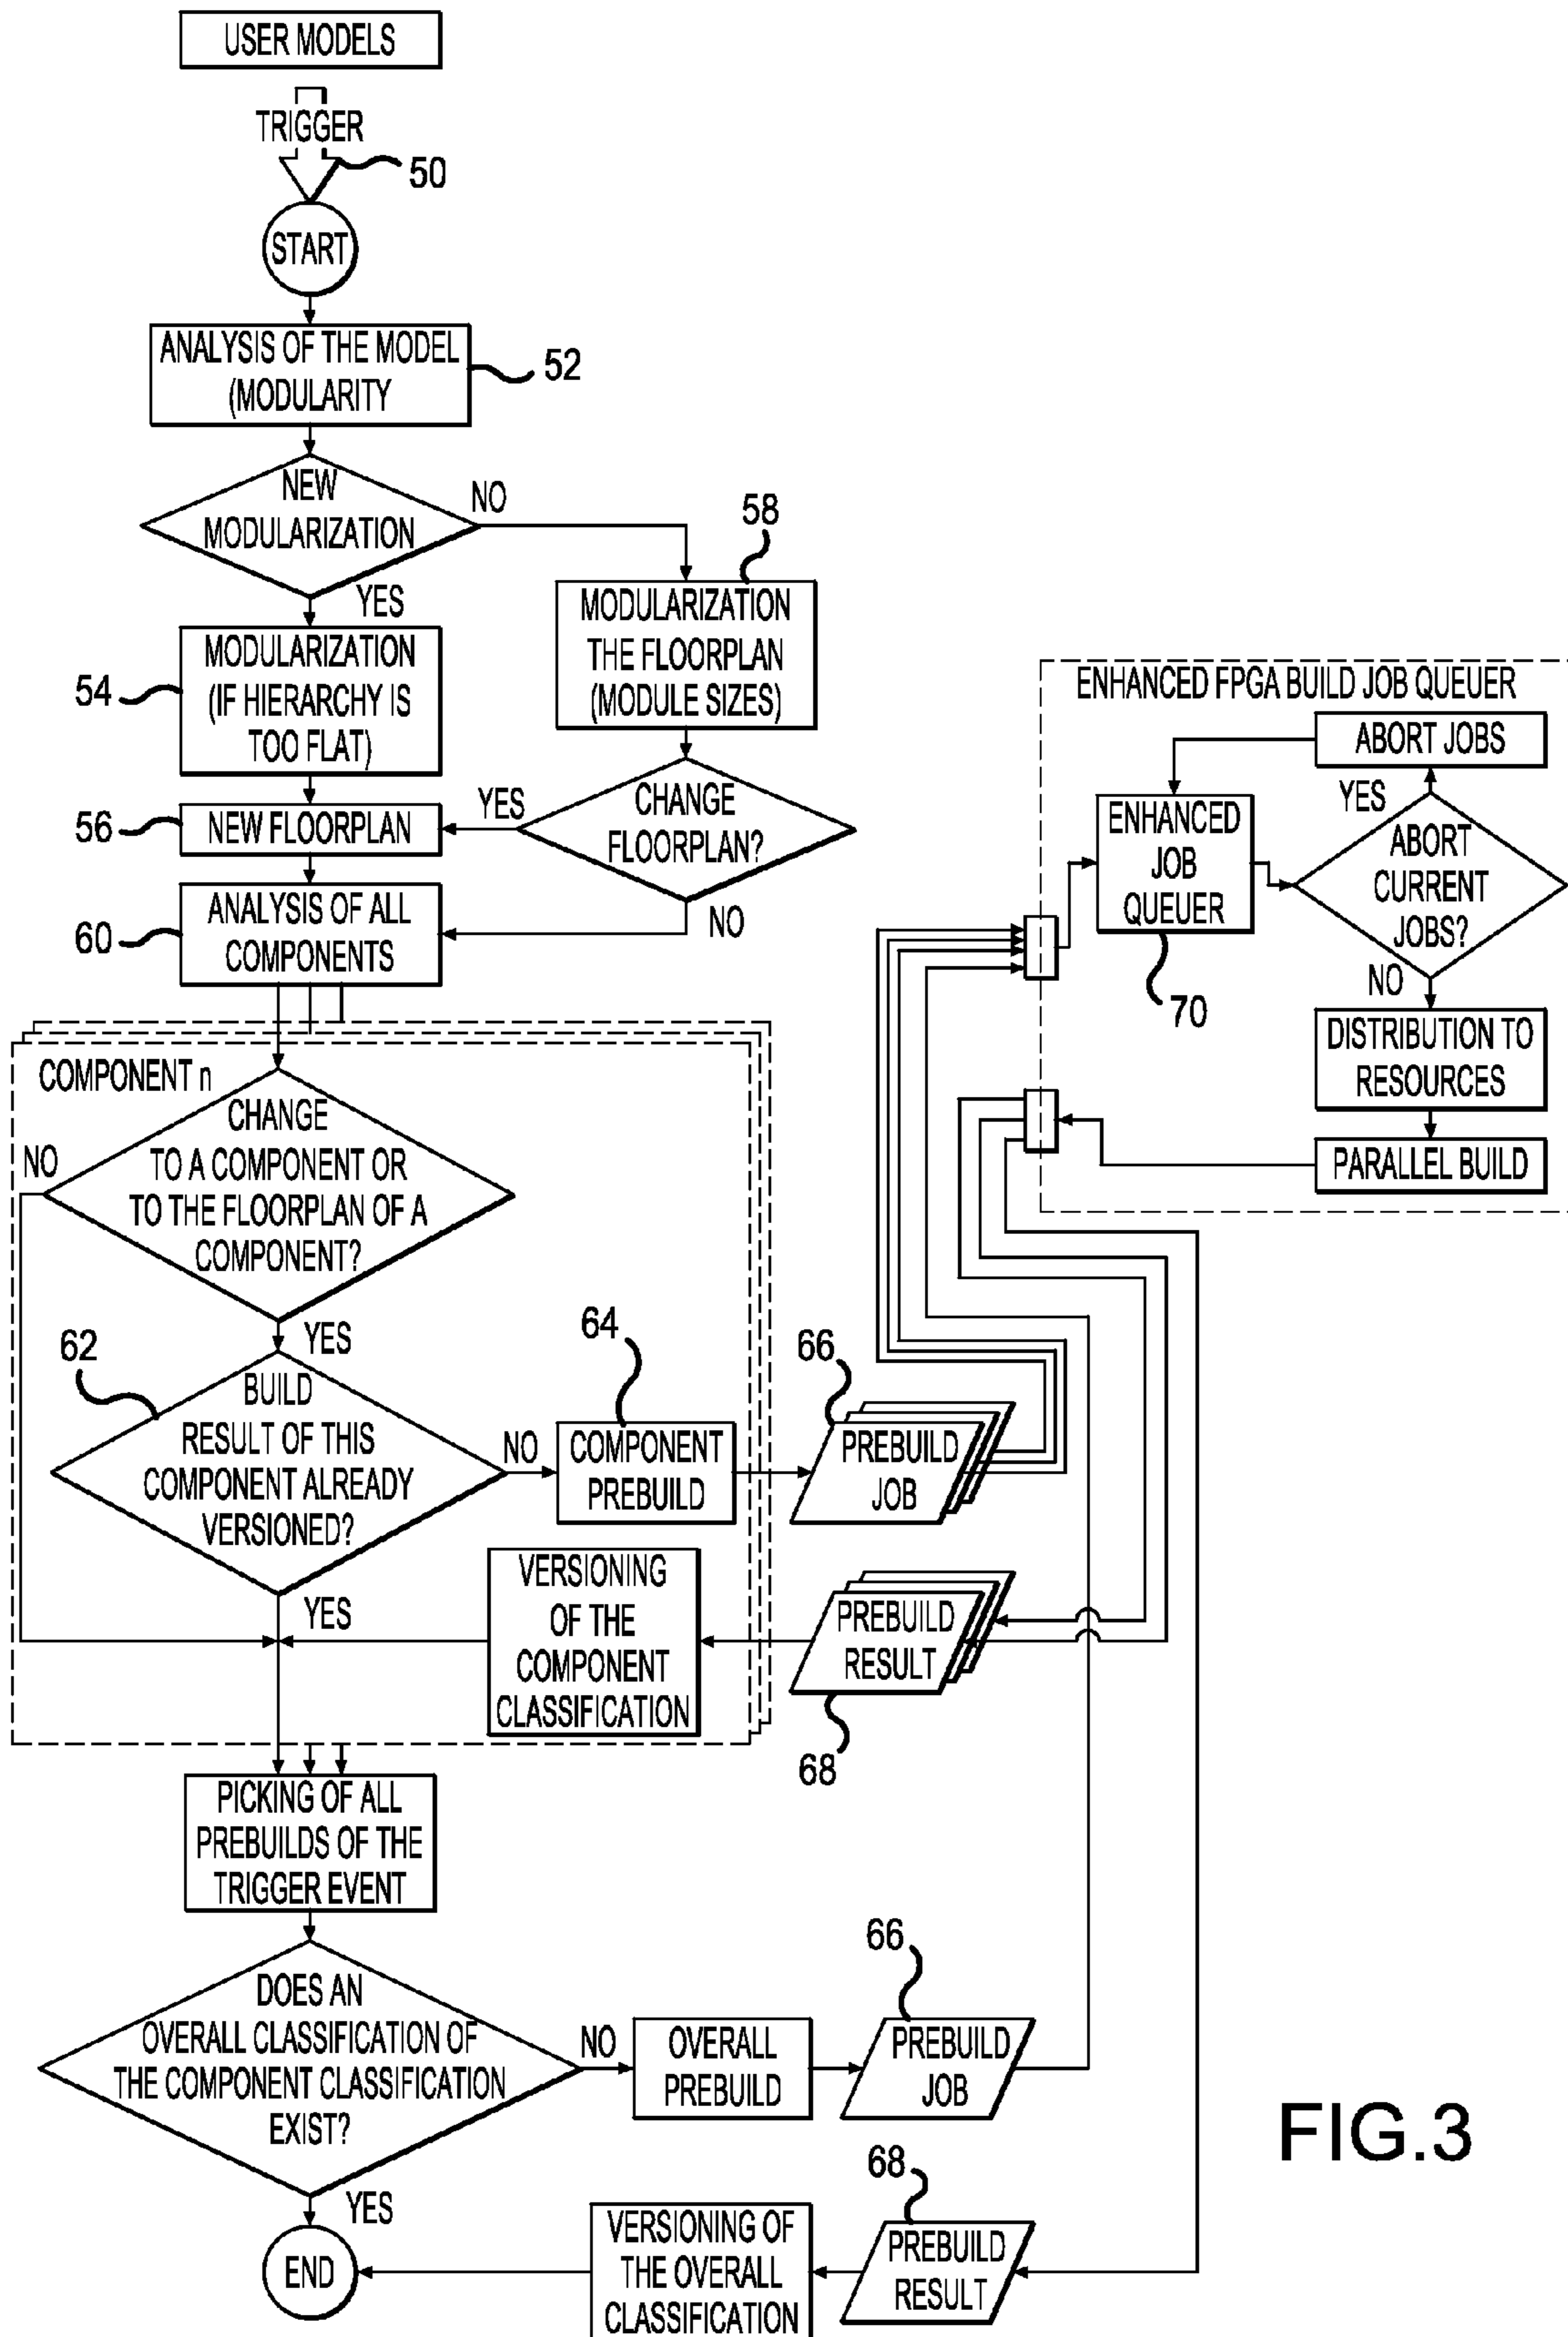 USER MODELS
TRIGGER
50
START
ANALYSIS OF THE MODEL
(MODULARITY
52
NEW
MODULARIZATION
NO
YES
58
MODULARIZATION
THE FLOORPLAN
(MODULE SIZES)
54
MODULARIZATION
(IF HIERARCHY IS
TOO FLAT)
56
NEW FLOORPLAN
YES
CHANGE
FLOORPLAN?
NO
60
ANALYSIS OF ALL
COMPONENTS
ENHANCED FPGA BUILD JOB QUEUER
ABORT JOBS
YES
ENHANCED
JOB
QUEUER
70
ABORT
CURRENT
JOBS?
NO
DISTRIBUTION TO
RESOURCES
PARALLEL BUILD
COMPONENT n
CHANGE
TO A COMPONENT OR
TO THE FLOORPLAN OF A
COMPONENT?
NO
YES
62
BUILD
RESULT OF THIS
COMPONENT ALREADY
VERSIONED?
NO
YES
64
COMPONENT
PREBUILD
66
PREBUILD
JOB
VERSIONING
OF THE
COMPONENT
CLASSIFICATION
PREBUILD
RESULT
68
PICKING OF ALL
PREBUILDS OF THE
TRIGGER EVENT
DOES AN
OVERALL CLASSIFICATION OF
THE COMPONENT CLASSIFICATION
EXIST?
NO
OVERALL
PREBUILD
66
PREBUILD
JOB
YES
END
VERSIONING OF
THE OVERALL
CLASSIFICATION
68
PREBUILD
RESULT
FIG.3